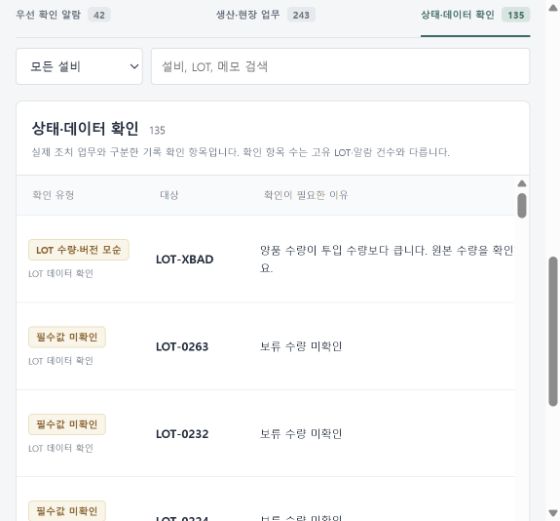 우선 확인 알람 42 생산·현장 업무 243 상태·데이터 확인 135
모든 설비 설비, LOT, 메모 검색
상태·데이터 확인 135
실제 조치 업무와 구분한 기록 확인 항목입니다. 확인 항목 수는 고유 LOT·알람 건수와 다릅니다.
확인 유형 대상 확인이 필요한 이유
LOT 수량·버전 모순
LOT 데이터 확인
LOT-XBAD
양품 수량이 투입 수량보다 큽니다. 원본 수량을 확인
요.
필수값 미확인
LOT 데이터 확인
LOT-0263
보류 수량 미확인
필수값 미확인
LOT 데이터 확인
LOT-0232
보류 수량 미확인
필수값 미확인
LOT-0224
보류 수량 미확인